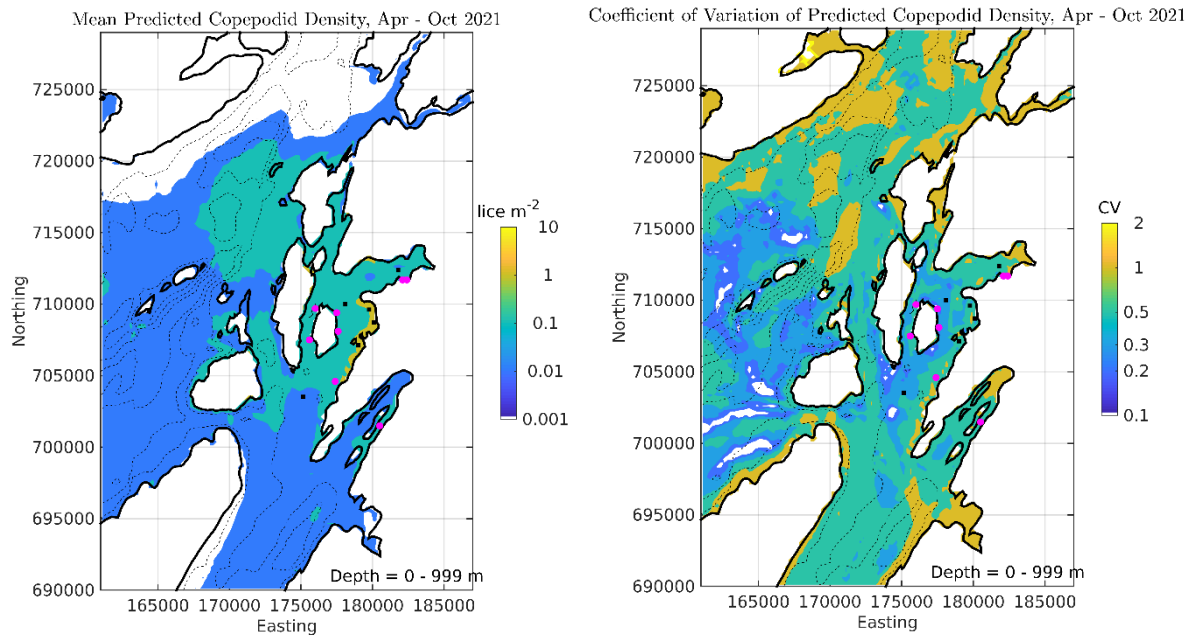 Mean Predicted Copepodid Density, Apr - Oct 2021
725000
720000
715000
710000
705000
700000
695000
690000
Northing
165000 170000 175000 180000 185000
Easting
Depth = 0 - 999 m
lice m-2
10
1
0.1
0.01
0.001
Coefficient of Variation of Predicted Copepodid Density, Apr - Oct 2021
725000
720000
715000
710000
705000
700000
695000
690000
Northing
165000 170000 175000 180000 185000
Easting
Depth = 0 - 999 m
CV
2
1
0.5
0.3
0.2
0.1